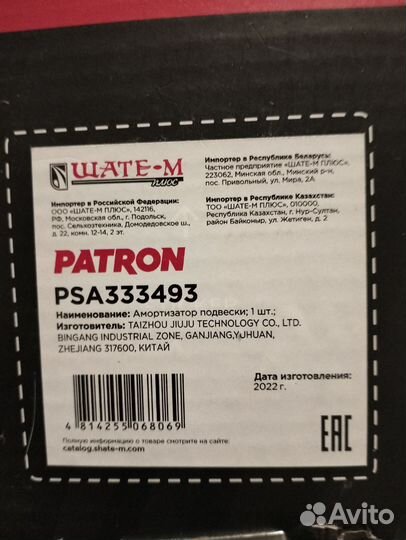 ШАТЕ-М
ПЛЮС
Импортер в Российской Федерации:
ООО «ШАТЕ-М ПЛЮС», 142116,
РФ, Московская обл., г. Подольск,
пос. Сельхозтехника, Домодедовское ш.,
д. 22, комн. 12-14, 2 эт.
Импортер в Республике Беларусь:
Частное предприятие «ШАТЕ-М ПЛЮС»,
223062, Минская обл., Минский р-н,
пос. Привольный, ул. Мира, 2А
Импортер в Республике Казахстан:
ТОО «ШАТЕ-М ПЛЮС», 010000,
Республика Казахстан, г. Нур-Султан,
район Байконыр, ул. Жетиген, д. 2
PATRON
PSA333493
Наименование: Амортизатор подвески; 1 шт.;
Изготовитель: TAIZHOU JIUJU TECHNOLOGY CO., LTD.
BINGANG INDUSTRIAL ZONE, GANJIANG,YUHUAN,
ZHEJIANG 317600, КИТАЙ
Дата изготовления:
2022 г.
4 814255 068069
EAC
Полную информацию о товаре смотрите на сайте:
catalog.shate-m.com
Avito